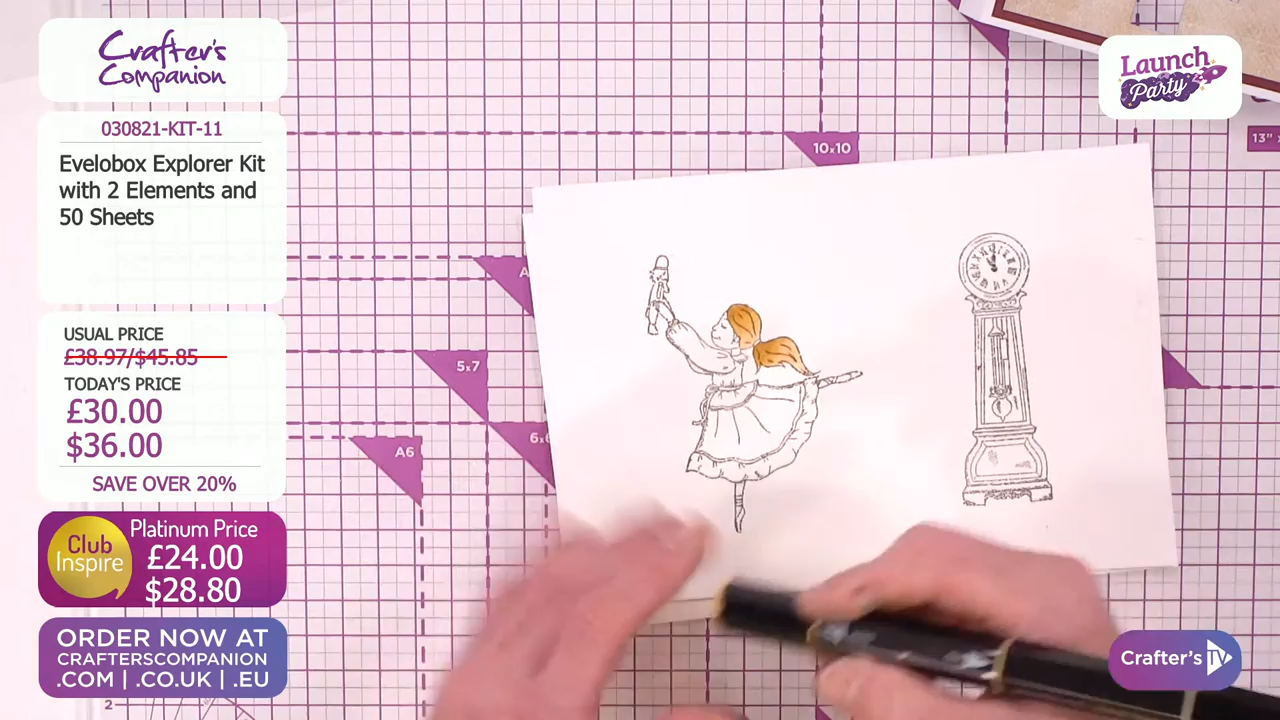 Crafter's
Companion
030821-KIT-11
Evelobox Explorer Kit
with 2 Elements and
50 Sheets
USUAL PRICE
£38.97/$45.85
TODAY'S PRICE
£30.00
$36.00
SAVE OVER 20%
Club
Inspire
Platinum Price
£24.00
$28.80
ORDER NOW AT
CRAFTERSCOMPANION
.COM | .CO.UK | .EU
2
Launch
Party
13"
10x10
A
5x7
6x6
A6
Crafter's TV